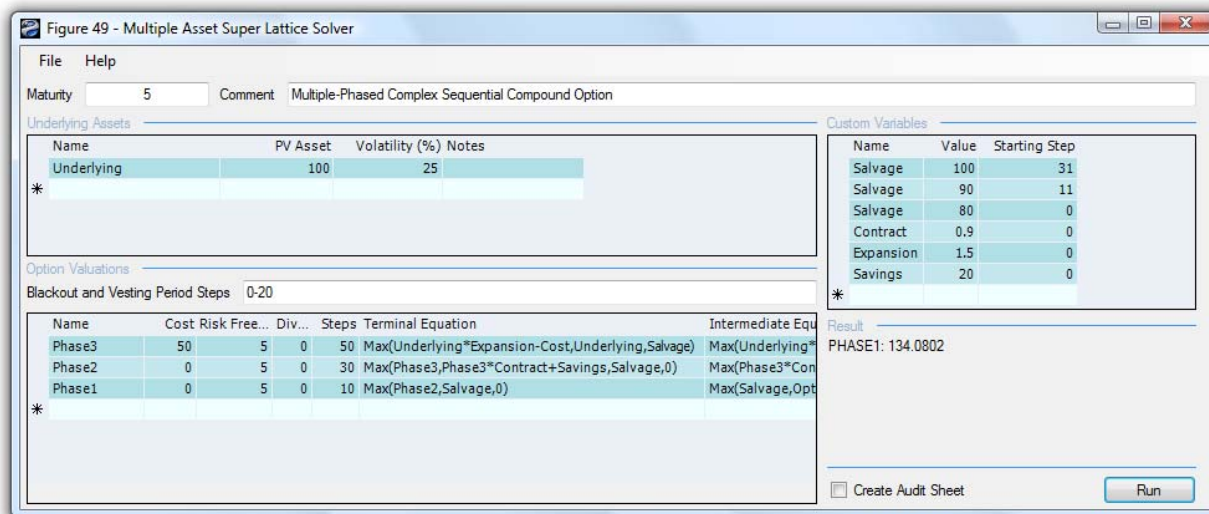 Figure 49 - Multiple Asset Super Lattice Solver
File Help
Maturity 5 Comment Multiple-Phased Complex Sequential Compound Option
Underlying Assets
Name PV Asset Volatility (%) Notes
Underlying 100 25
*
Custom Variables
Name Value Starting Step
Salvage 100 31
Salvage 90 11
Salvage 80 0
Contract 0.9 0
Expansion 1.5 0
Savings 20 0
*
Option Valuations
Blackout and Vesting Period Steps 0-20
Name Cost Risk Free... Div... Steps Terminal Equation Intermediate Equ
Phase3 50 5 0 50 Max(Underlying*Expansion-Cost,Underlying,Salvage) Max(Underlying*
Phase2 0 5 0 30 Max(Phase3,Phase3*Contract+Savings,Salvage,0) Max(Phase3*Con
Phase1 0 5 0 10 Max(Phase2,Salvage,0) Max(Salvage,Opt
*
Result
PHASE1: 134.0802
Create Audit Sheet Run